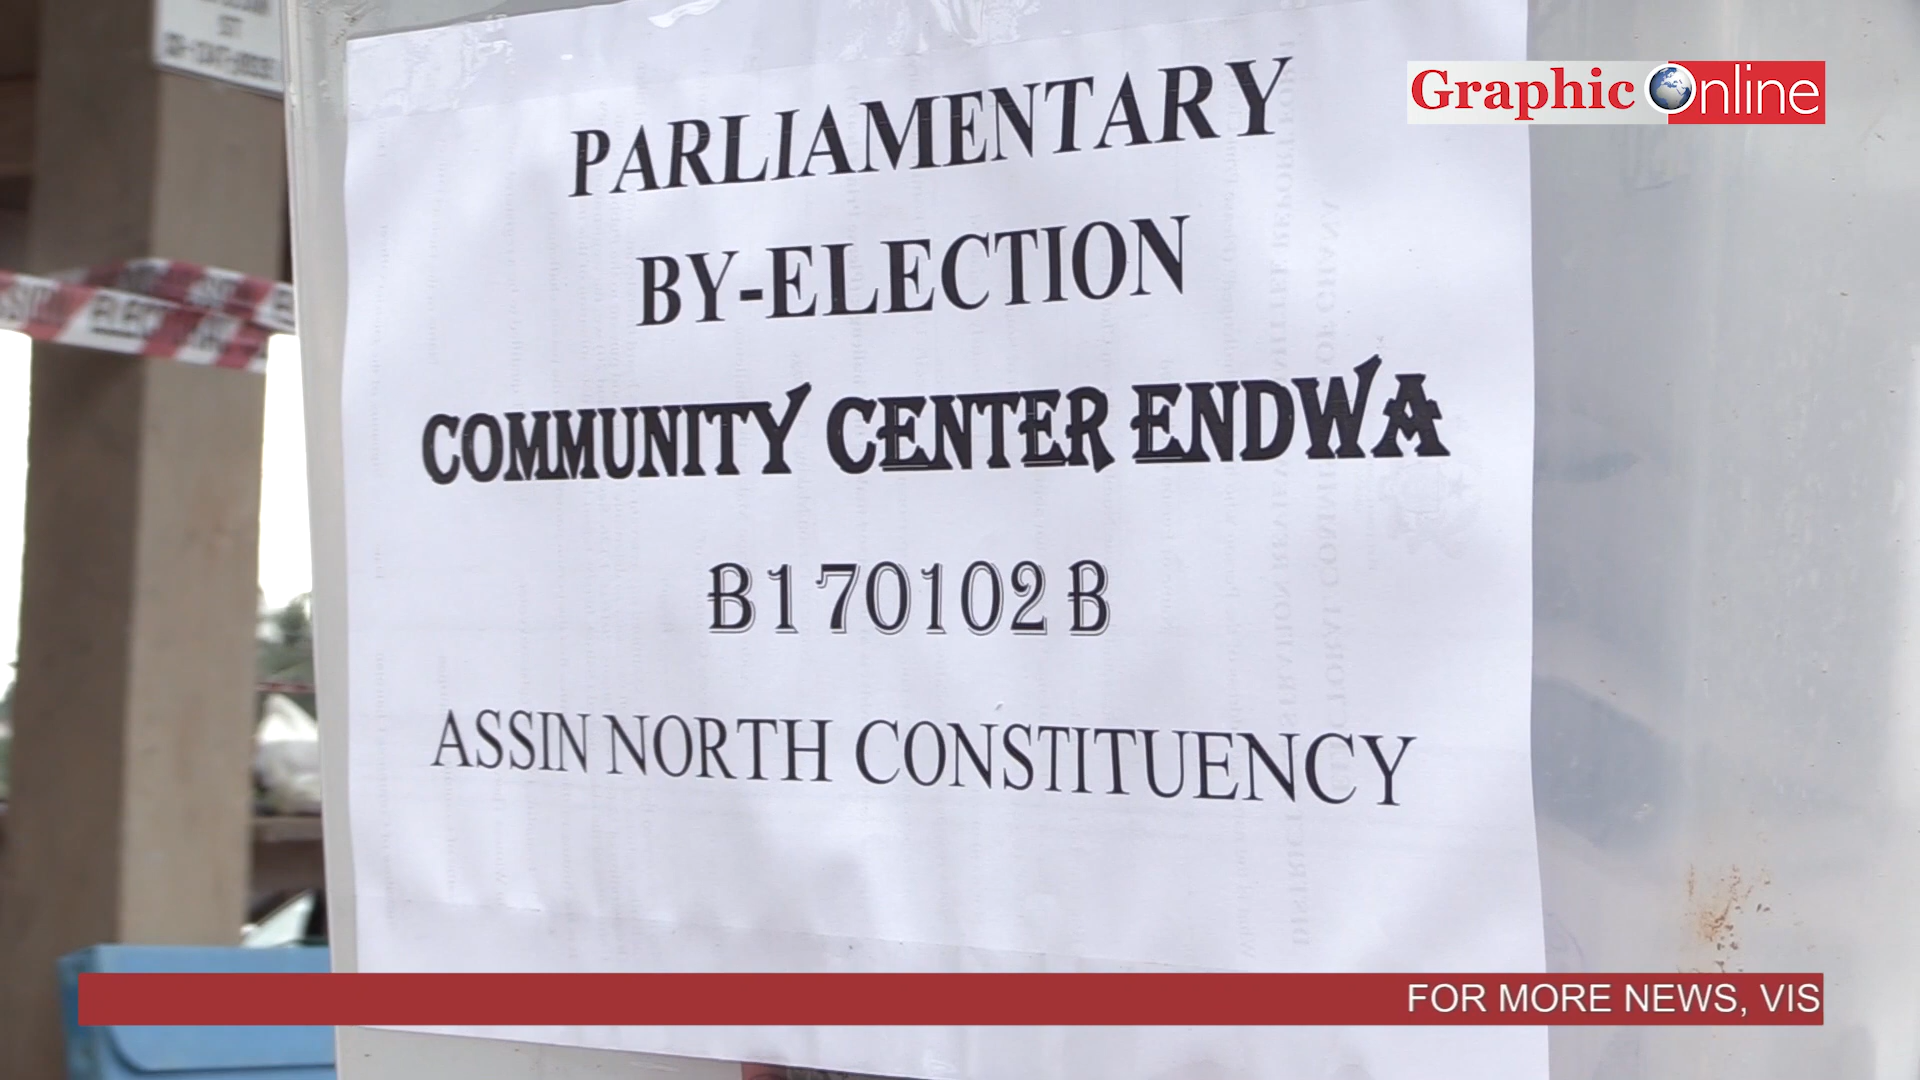 Graphic Online
PARLIAMENTARY
BY-ELECTION
COMMUNITY CENTER ENDWA
B170102B
ASSIN NORTH CONSTITUENCY
FOR MORE NEWS, VIS